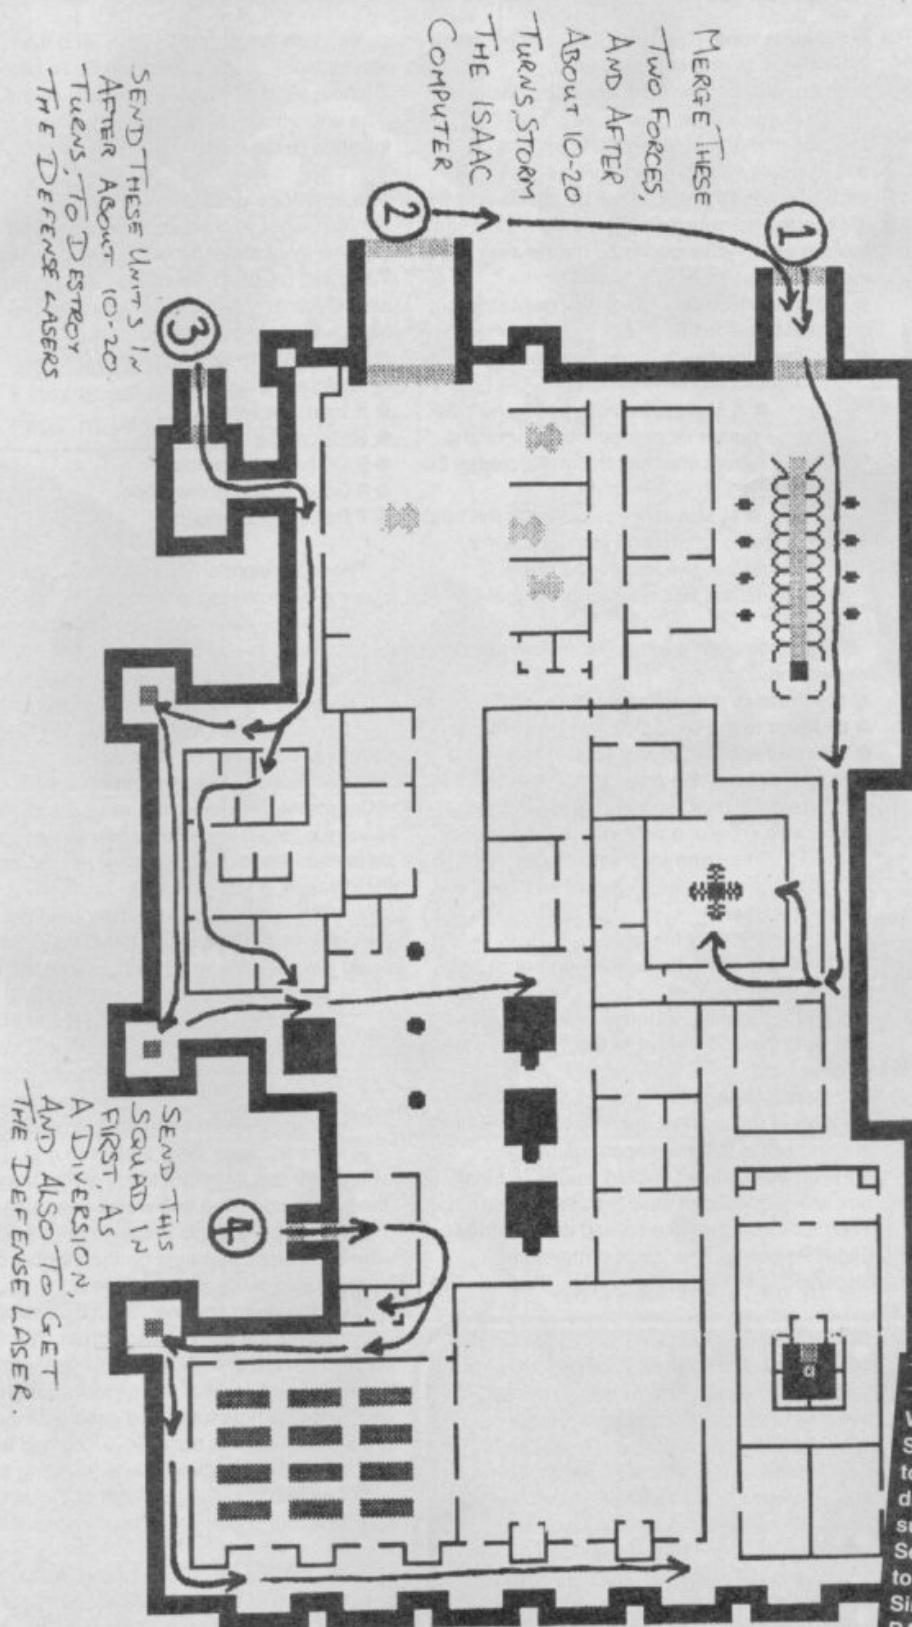 MERGE THESE
TWO FORCES,
AND AFTER
ABOUT 10-20
TURNS, STORM
THE ISAAC
COMPUTER
1
2
SEND THESE UNITS IN
AFTER ABOUT 10-20
TURNS, TO DESTROY
THE DEFENSE LASERS
3
SEND THIS
SQUAD IN
FIRST, AS
A DIVERSION,
AND ALSO TO GET
THE DEFENSE LASER.
4